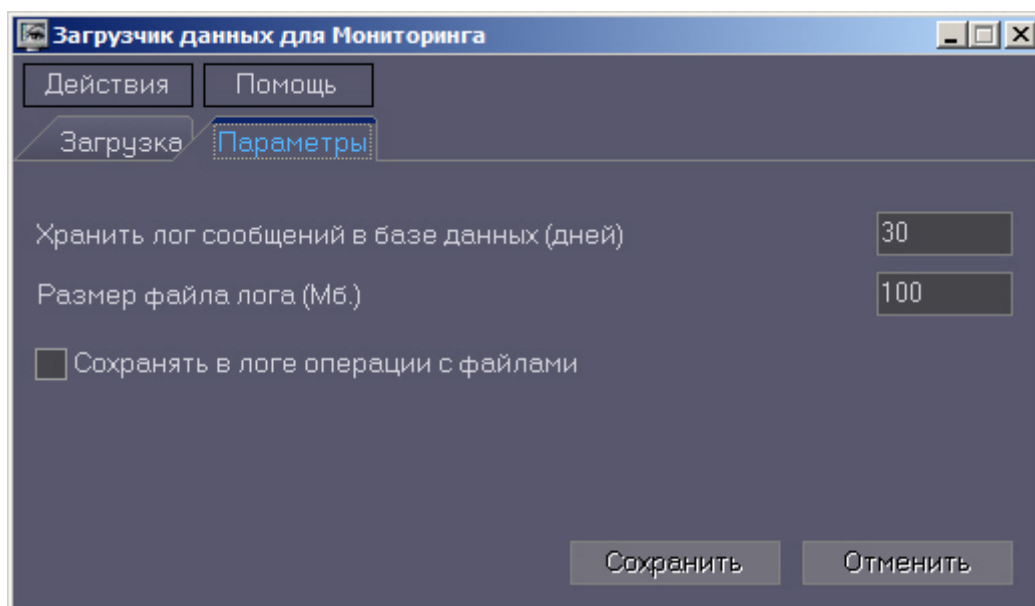 Загрузчик данных для Мониторинга
Действия Помощь
Загрузка Параметры
Хранить лог сообщений в базе данных (дней) 30
Размер файла лога (Мб.) 100
Сохранять в логе операции с файлами
Сохранить Отменить